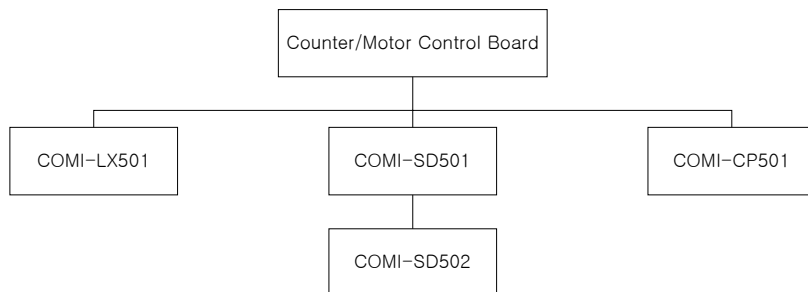 Counter/Motor Control Board
COMI-LX501
COMI-SD501
COMI-CP501
COMI-SD502